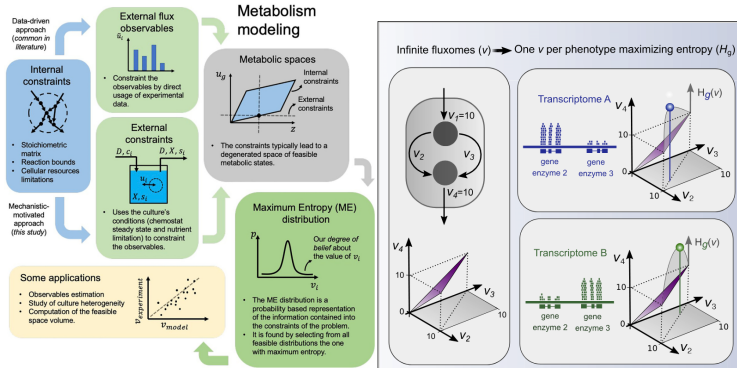 Data-driven
approach
(common in
literature)
External flux
observables
ū_i
Constraint the
observables by direct
usage of experimental
data.
Metabolism
modeling
Internal
constraints
Stoichiometric
matrix
Reaction bounds
Cellular resources
limitations
Mechanistic-
motivated
approach
(this study)
External
constraints
D, c_i
D, X, s_i
u_i
X, s_i
Uses the culture's
conditions (chemostat
steady state and nutrient
limitation) to constraint
the observables.
Metabolic spaces
u_g
Internal
constraints
External
constraints
z
The constraints typically lead to a
degenerated space of feasible
metabolic states.
Maximum Entropy (ME)
distribution
p
Our degree of
belief about
the value of v_i
v_i
The ME distribution is a
probability based representation
of the information contained into
the constraints of the problem.
It is found by selecting from all
feasible distributions the one
with maximum entropy.
Some applications
Observables estimation
Study of culture heterogeneity
Computation of the feasible
space volume.
v_experiment
v_model
Infinite fluxomes (v)
One v per phenotype maximizing entropy (H_g)
g
V_1=10
V_2
V_3
V_4=10
V_4
10
0
V_3
V_2
10
Transcriptome A
gene
enzyme 2
gene
enzyme 3
V_4
Hg(v)
10
0
V_3
V_2
10
Transcriptome B
gene
enzyme 2
gene
enzyme 3
V_4
H_g(v)
10
0
V_3
V_2
10